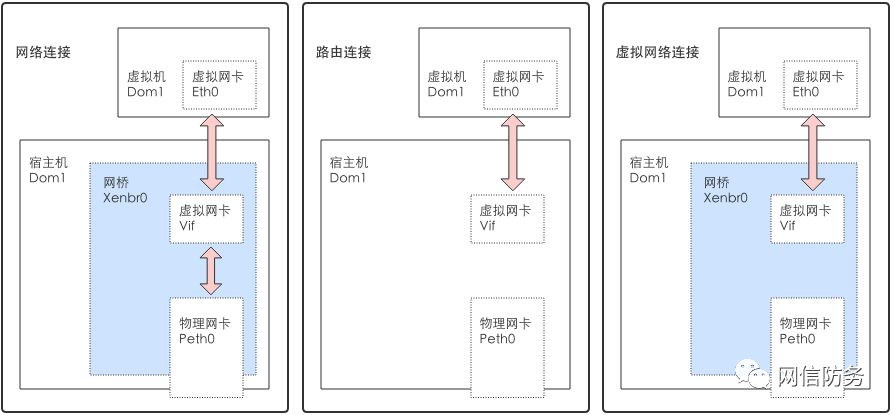 网络连接
虚拟机
Dom1
虚拟网卡
Eth0
宿主机
Dom1
网桥
Xenbr0
虚拟网卡
Vif
物理网卡
Peth0
路由连接
虚拟机
Dom1
虚拟网卡
Eth0
宿主机
Dom1
虚拟网卡
Vif
物理网卡
Peth0
虚拟网络连接
虚拟机
Dom1
虚拟网卡
Eth0
宿主机
Dom1
网桥
Xenbr0
虚拟网卡
Vif
物理网卡
Peth0
网信防务